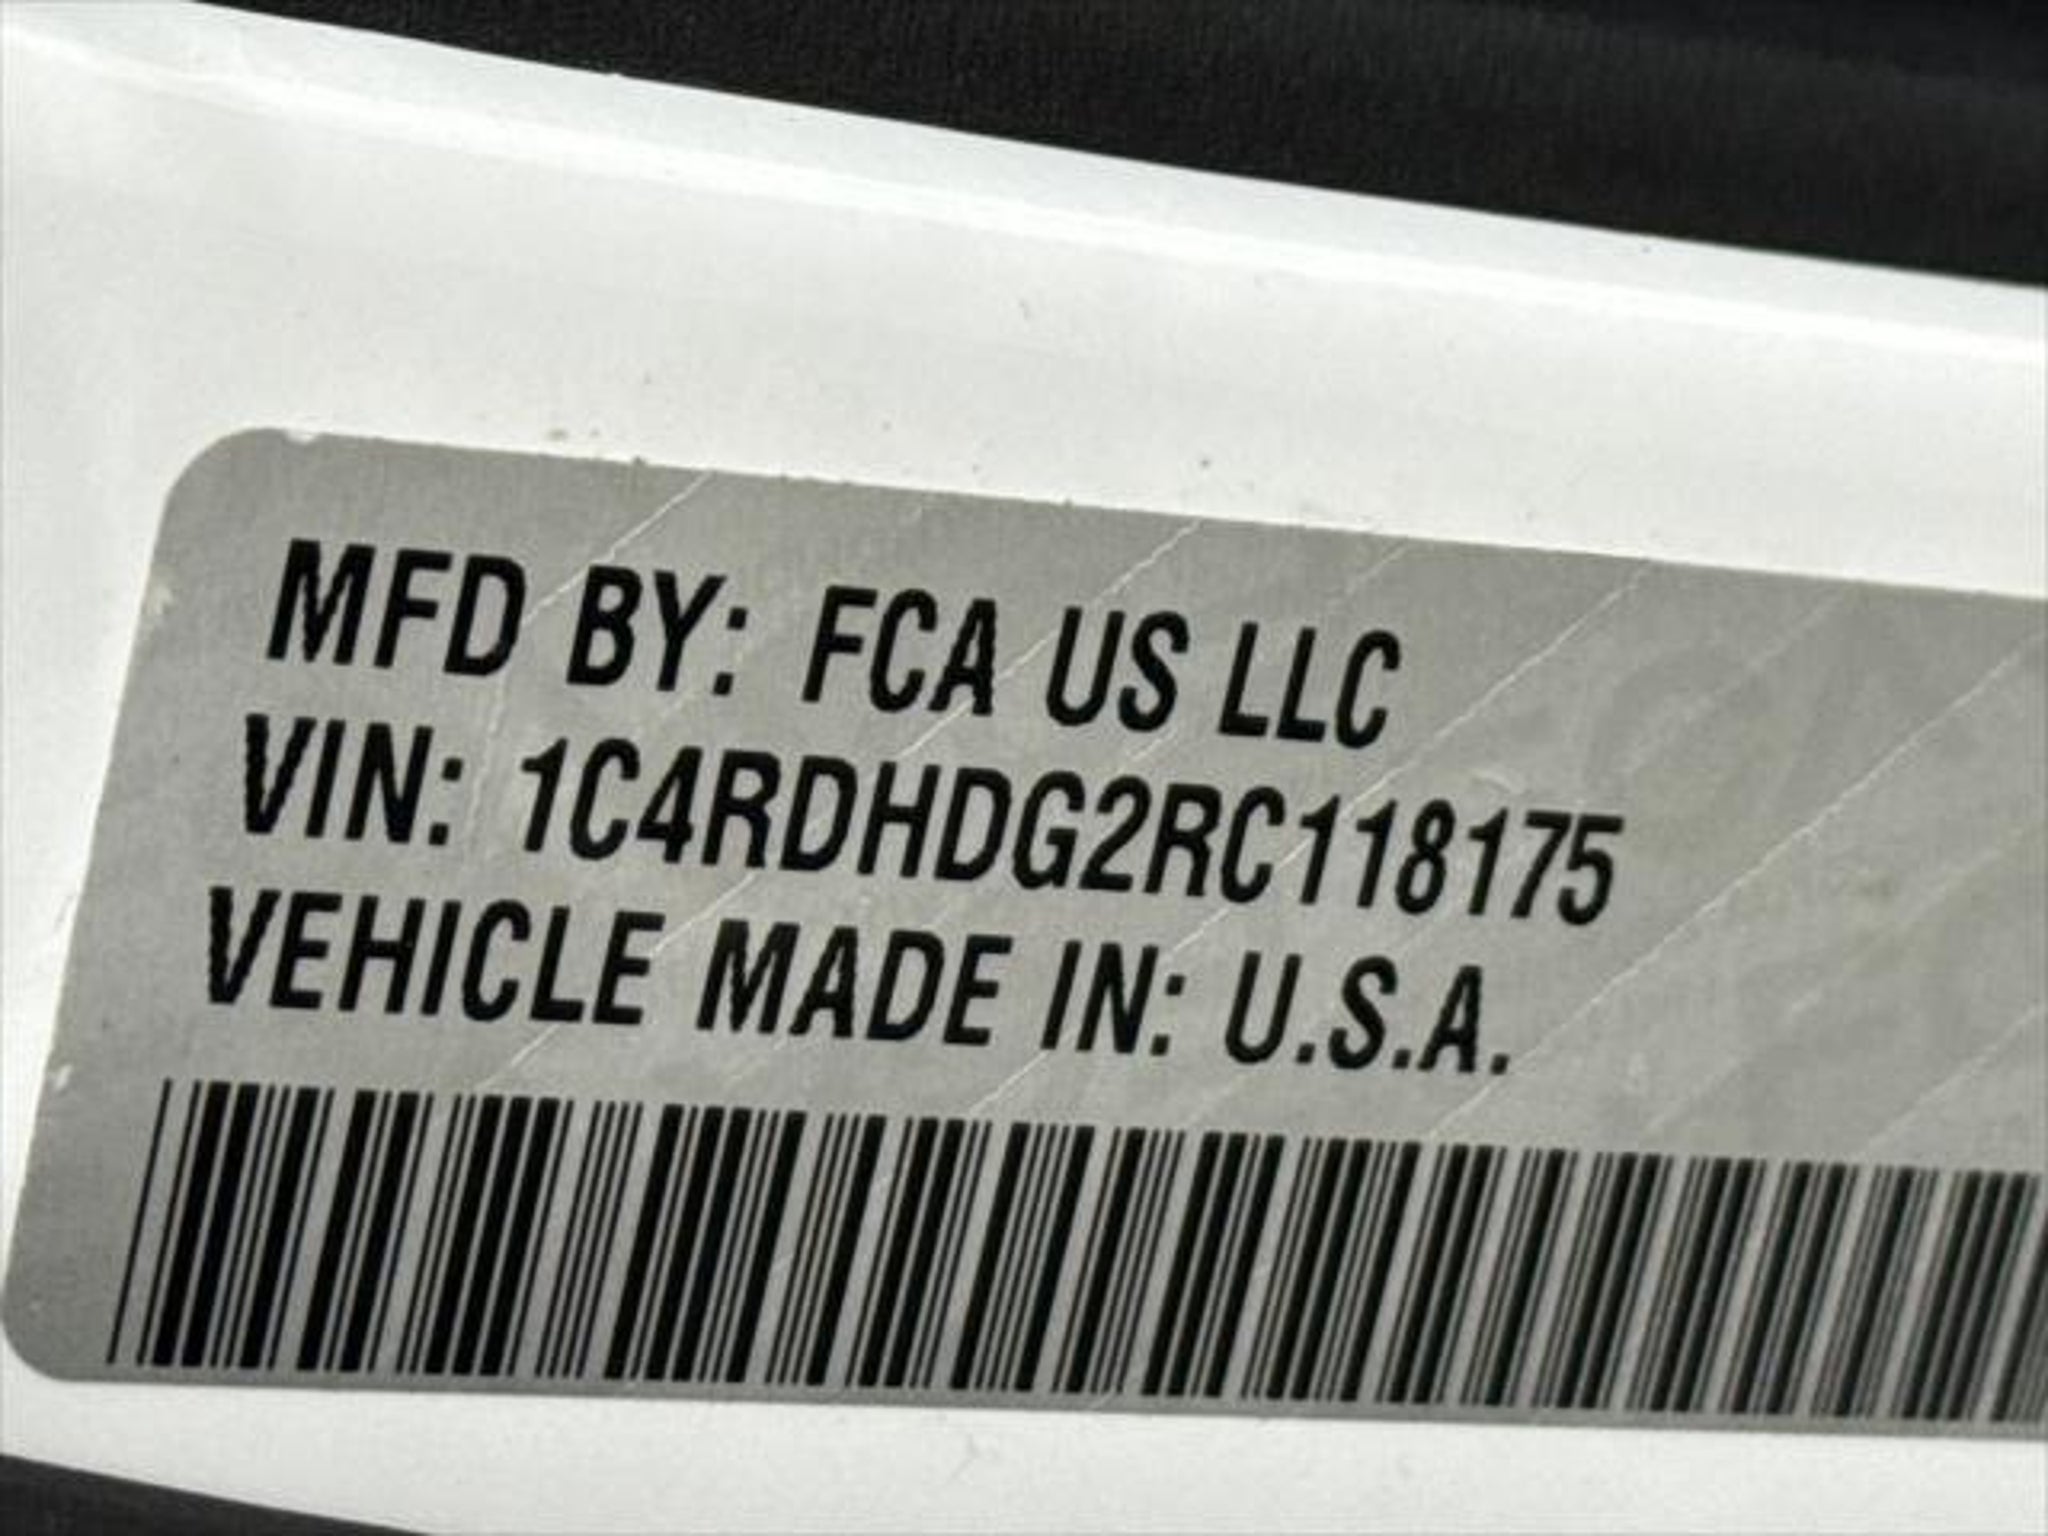 MFD BY: FCA US LLC
VIN: 1C4RDHDG2RC118175
VEHICLE MADE IN: U.S.A.